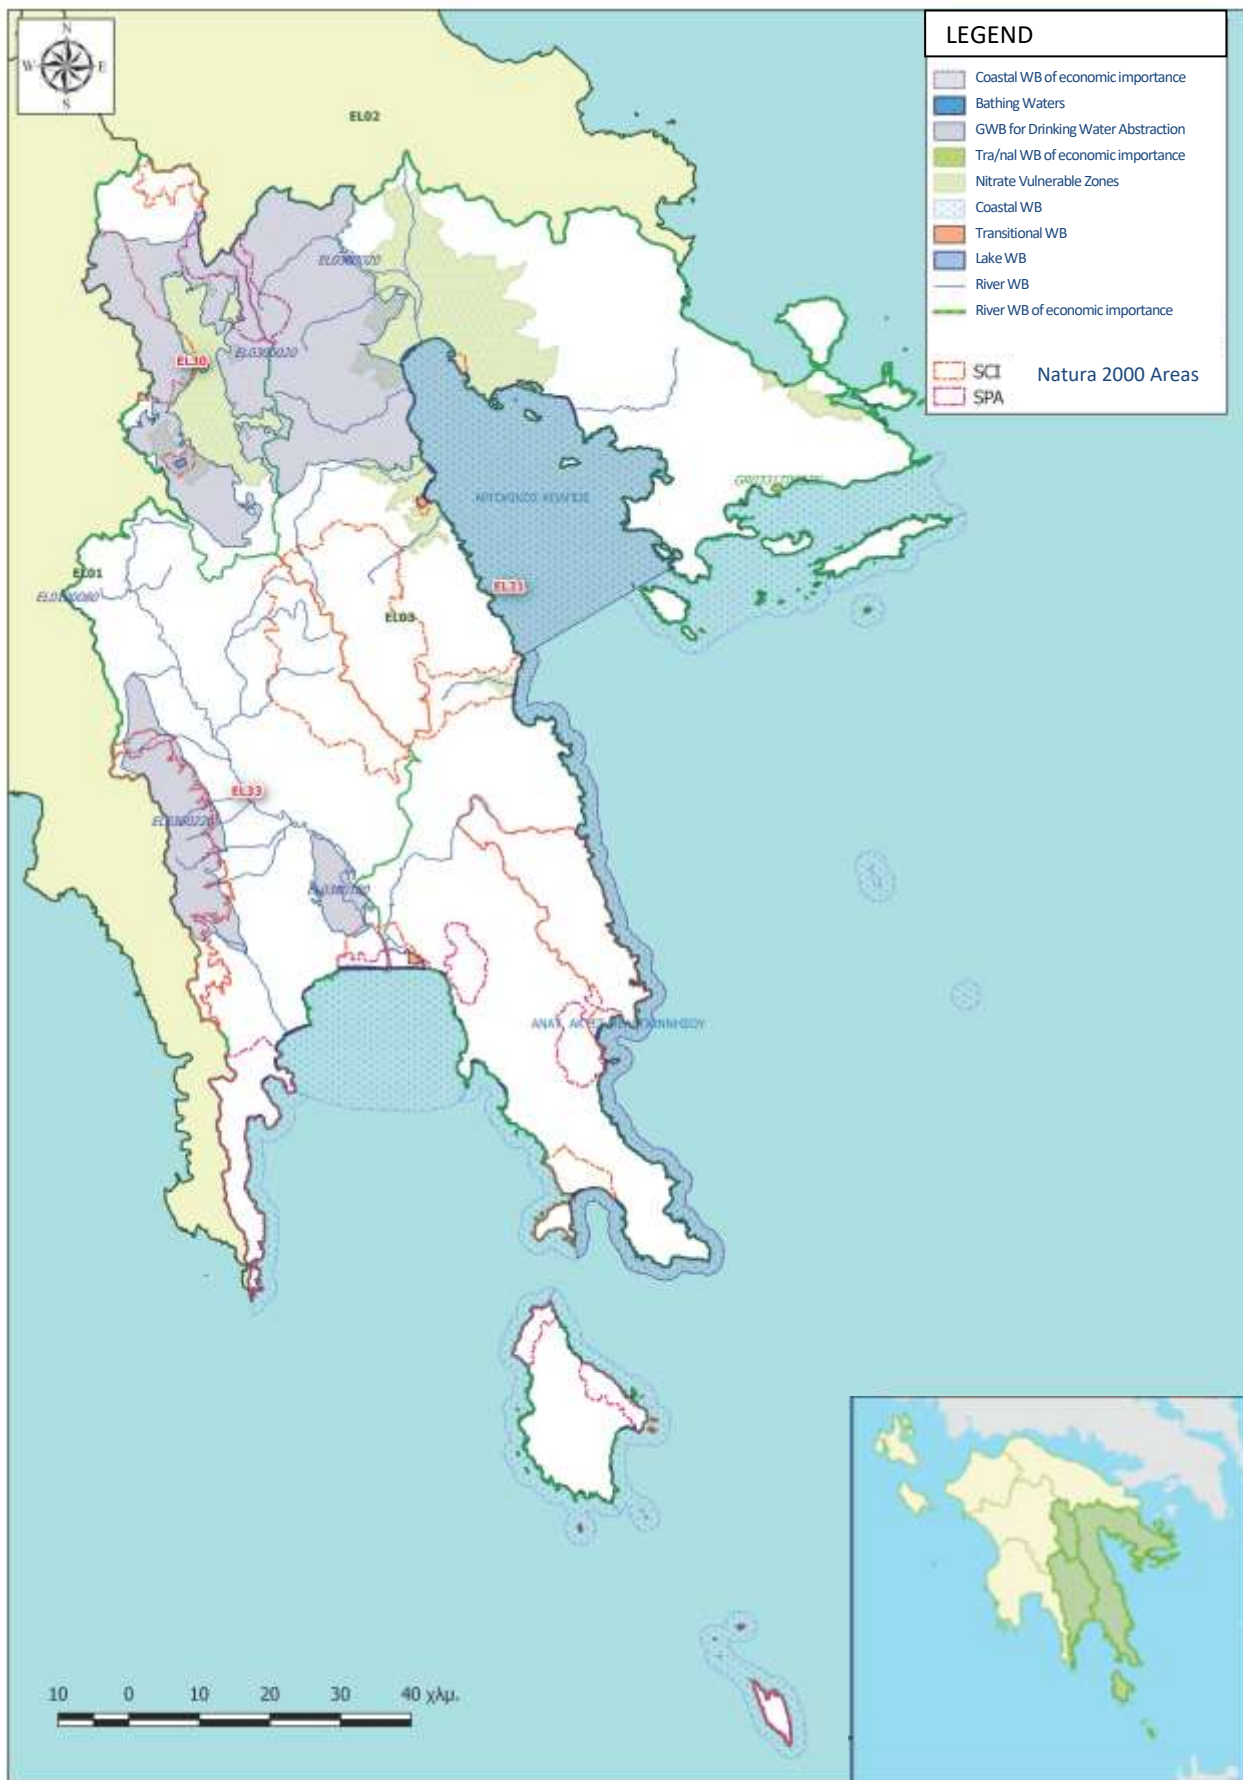 N
W E
S
LEGEND
Coastal WB of economic importance
Bathing Waters
GWB for Drinking Water Abstraction
Tra/nal WB of economic importance
Nitrate Vulnerable Zones
Coastal WB
Transitional WB
Lake WB
River WB
River WB of economic importance
SCI
SPA
Natura 2000 Areas
EL02
EL30
EL01
EL31
EL03
EL33
10 0 10 20 30 40 χλμ.